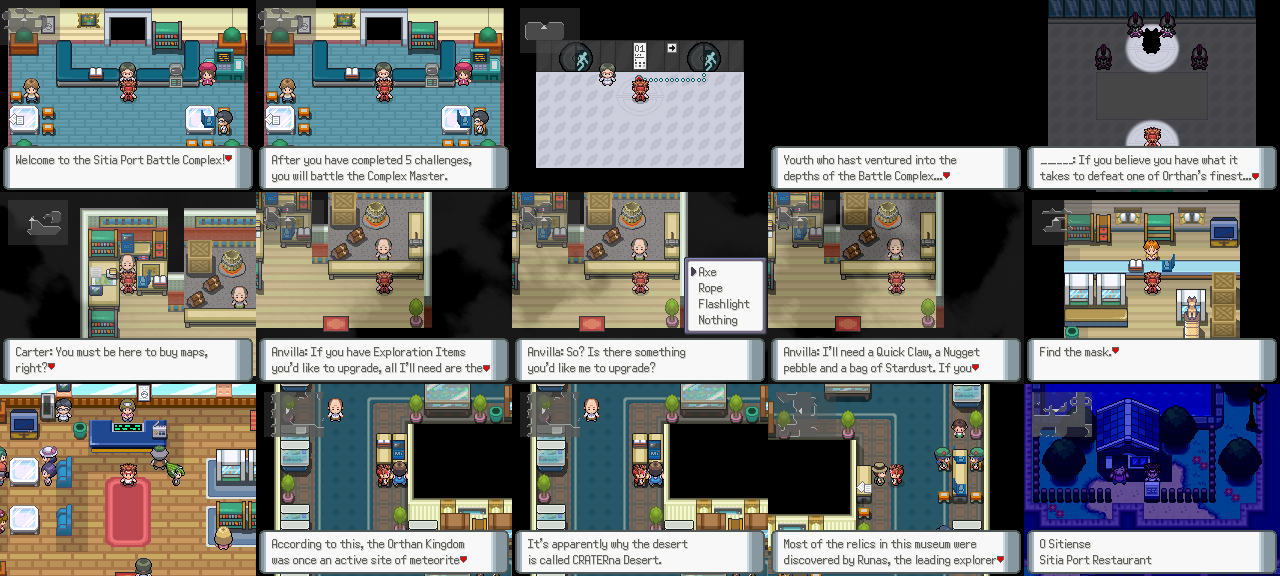 Welcome to the Sitia Port Battle Complex!
After you have completed 5 challenges,
you will battle the Complex Master.
01
Youth who hast ventured into the
depths of the Battle Complex...
_____: If you believe you have what it
takes to defeat one of Orthan's finest...
Carter: You must be here to buy maps,
right?
Anvilla: If you have Exploration Items
you'd like to upgrade, all I'll need are the
Axe
Rope
Flashlight
Nothing
Anvilla: So? Is there something
you'd like me to upgrade?
Anvilla: I'll need a Quick Claw, a Nugget
pebble and a bag of Stardust. If you
Find the mask.
According to this, the Orthan Kingdom
was once an active site of meteorite
It's apparently why the desert
is called CRATERna Desert.
Most of the relics in this museum were
discovered by Runas, the leading explorer
O Sitiense
Sitia Port Restaurant